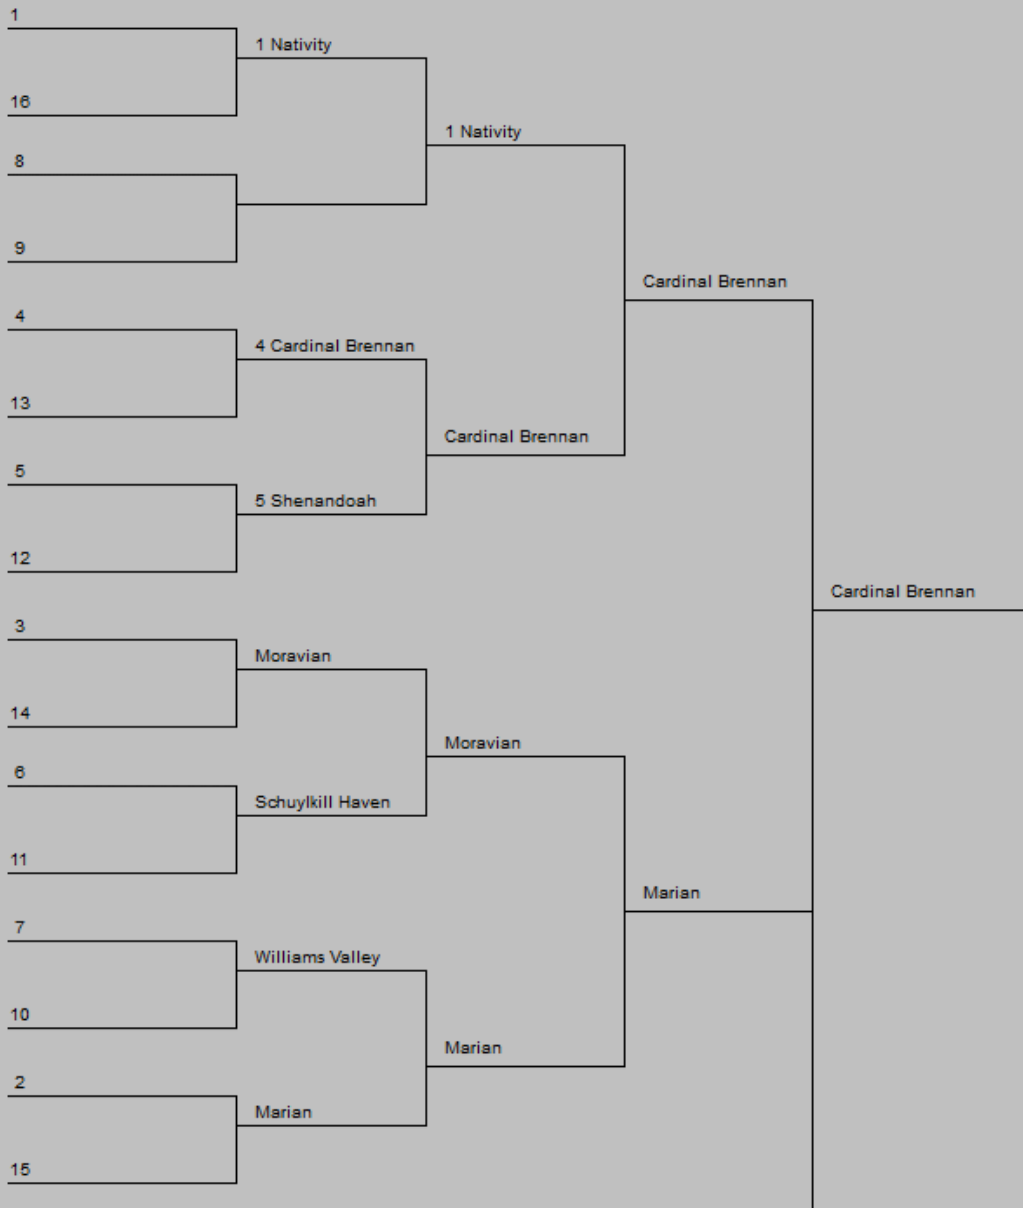 1
1 Nativity
16
1 Nativity
8
9
Cardinal Brennan
4
4 Cardinal Brennan
13
Cardinal Brennan
5
5 Shenandoah
12
Cardinal Brennan
3
Moravian
14
Moravian
6
Schuylkill Haven
11
Marian
7
Williams Valley
10
Marian
2
Marian
15